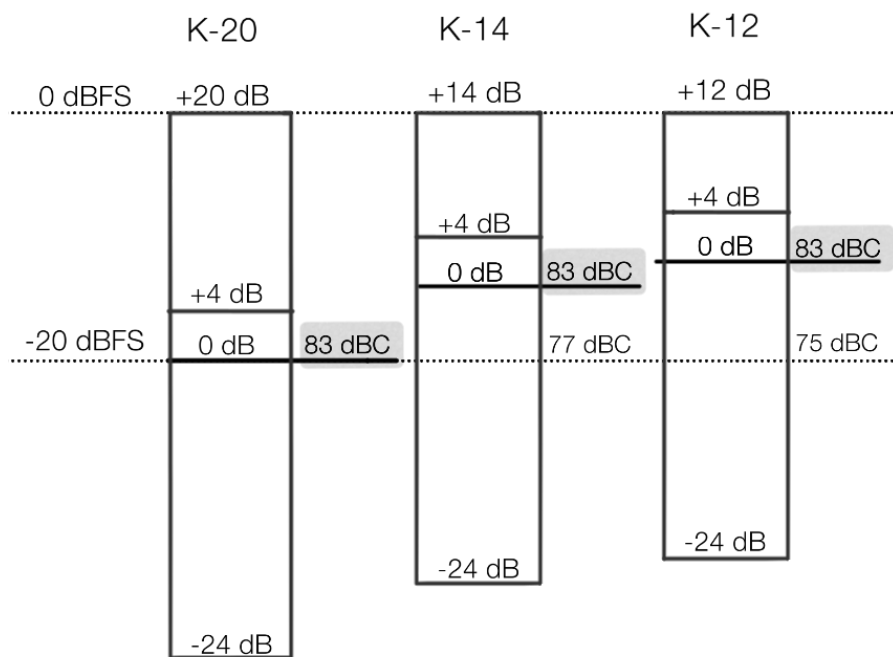 K-20 K-14 K-12
0 dBFS +20 dB +14 dB +12 dB
+4 dB
+4 dB
0 dB 83 dBC
0 dB 83 dBC
+4 dB
-20 dBFS 0 dB 83 dBC 77 dBC 75 dBC
-24 dB
-24 dB
-24 dB